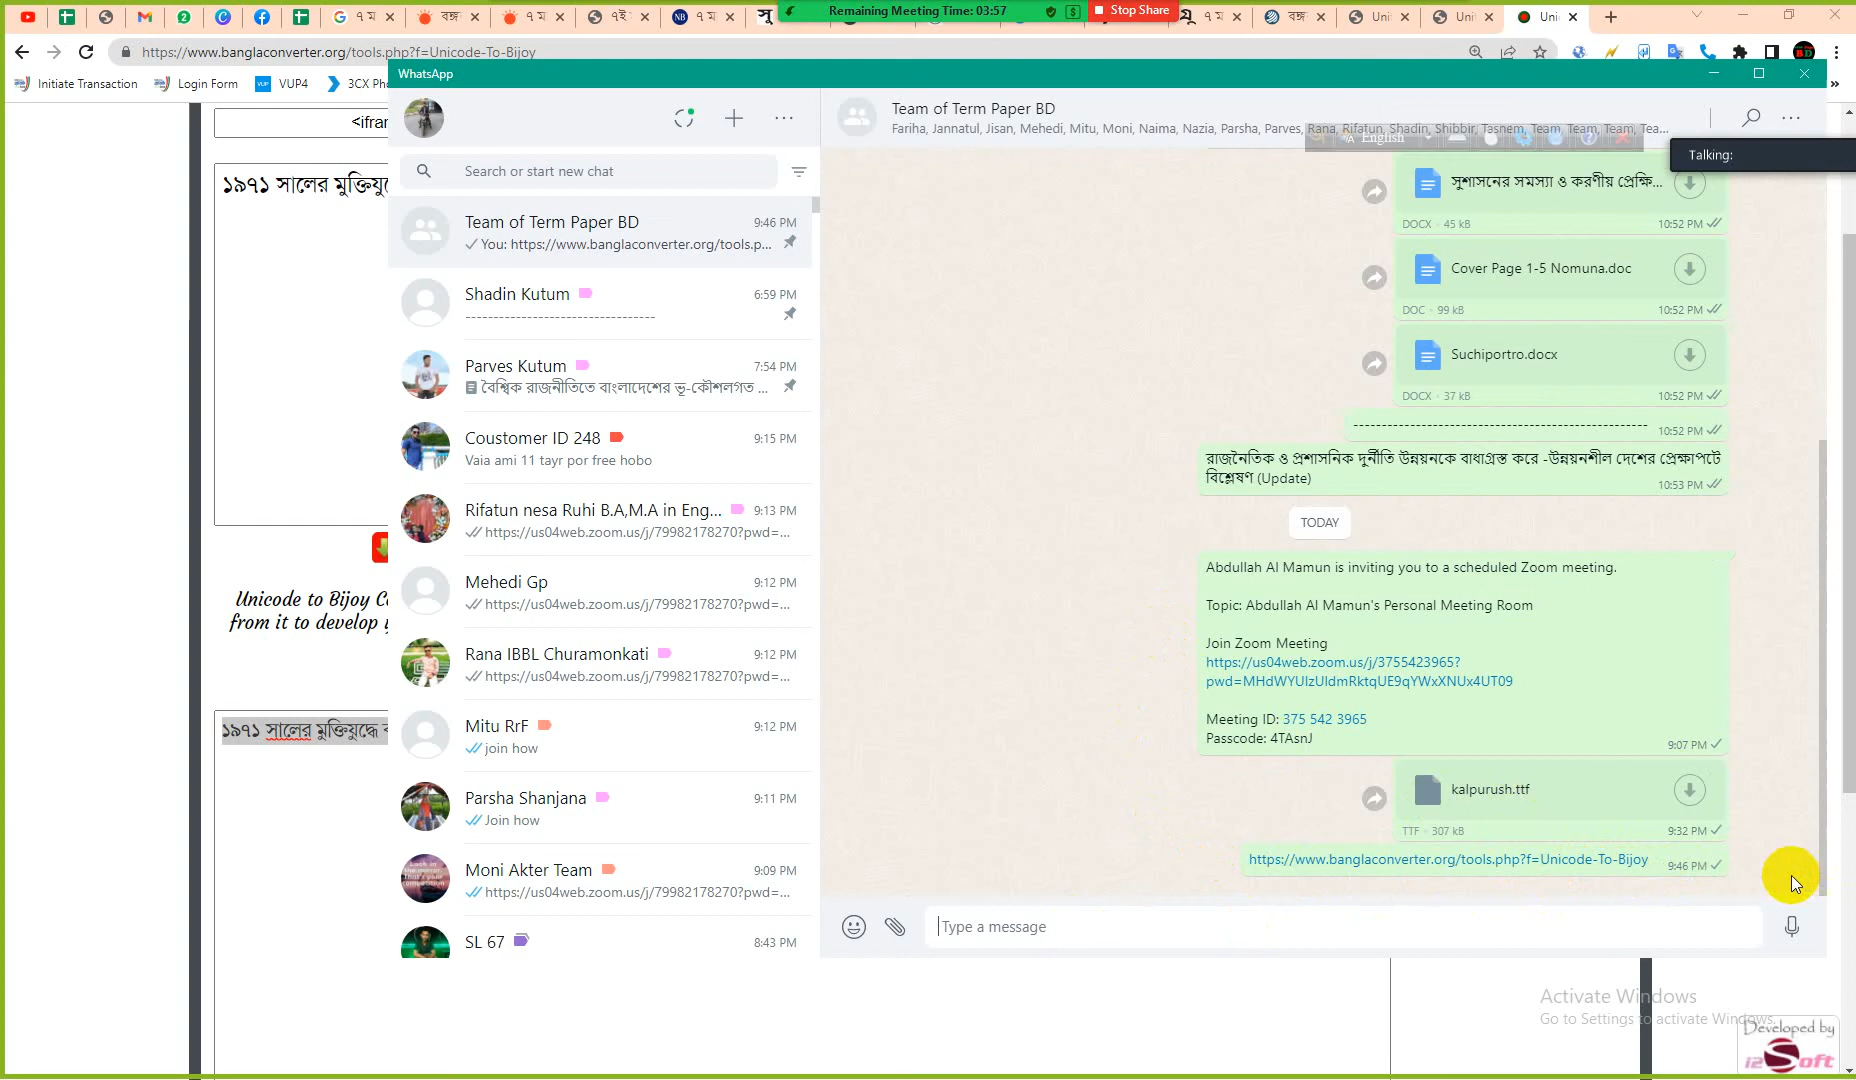 Remaining Meeting Time: 03:57
Stop Share
https://www.banglaconverter.org/tools.php?f=Unicode-To-Bijoy
Initiate Transaction
Login Form
VUP4
WhatsApp
Team of Term Paper BD
Fariha, Jannatul, Jisan, Mehedi, Mitu, Moni, Naima, Nazia, Parsha, Parves, Rana, Rifatun, Shadin, Shibbir, Tasnem, Team, Team, Team, Tea...
English
Talking:
<ifran
১৯৭১ সালের
Search or start new chat
Team of Term Paper BD
9:46 PM
You: https://www.banglaconverter.org/tools.p...
Shadin Kutum
6:59 PM
---------------------------------
Parves Kutum
7:54 PM
বৈশ্বিক রাজনীতিতে বাংলাদেশের ভূ-কৌশলগত ...
Coustomer ID 248
9:15 PM
Vaia ami 11 tayr por free hobo
Rifatun nesa Ruhi B.A,M.A in Eng...
9:13 PM
https://us04web.zoom.us/j/79982178270?pwd=...
Mehedi Gp
9:12 PM
https://us04web.zoom.us/j/79982178270?pwd=...
Rana IBBL Churamonkati
9:12 PM
https://us04web.zoom.us/j/79982178270?pwd=...
Mitu RrF
9:12 PM
join how
Parsha Shanjana
9:11 PM
Join how
Moni Akter Team
9:09 PM
https://us04web.zoom.us/j/79982178270?pwd=...
SL 67
8:43 PM
Unicode to Bijoy
from it to develop
১৯৭১ সালের মুক্তিযুদ্ধে
সুশাসনের সমস্যা ও করণীয় প্রেক্ষি...
DOCX · 45 kB
10:52 PM
Cover Page 1-5 Nomuna.doc
DOC · 99 kB
10:52 PM
Suchiportro.docx
DOCX · 37 kB
10:52 PM
--------------------------------------------------
10:52 PM
রাজনৈতিক ও প্রশাসনিক দুর্নীতি উন্নয়নকে বাধাগ্রস্ত করে -উন্নয়নশীল দেশের প্রেক্ষাপটে
বিশ্লেষণ (Update)
10:53 PM
TODAY
Abdullah Al Mamun is inviting you to a scheduled Zoom meeting.
Topic: Abdullah Al Mamun's Personal Meeting Room
Join Zoom Meeting
https://us04web.zoom.us/j/3755423965?
pwd=MHdWYUIzUldmRktqUE9qYWxXNUx4UT09
Meeting ID: 375 542 3965
Passcode: 4TAsnJ
9:07 PM
kalpurush.ttf
TTF · 307 kB
9:32 PM
https://www.banglaconverter.org/tools.php?f=Unicode-To-Bijoy
9:46 PM
Type a message
Activate Windows
Go to Settings to activate Windows.
Developed by
i2Soft